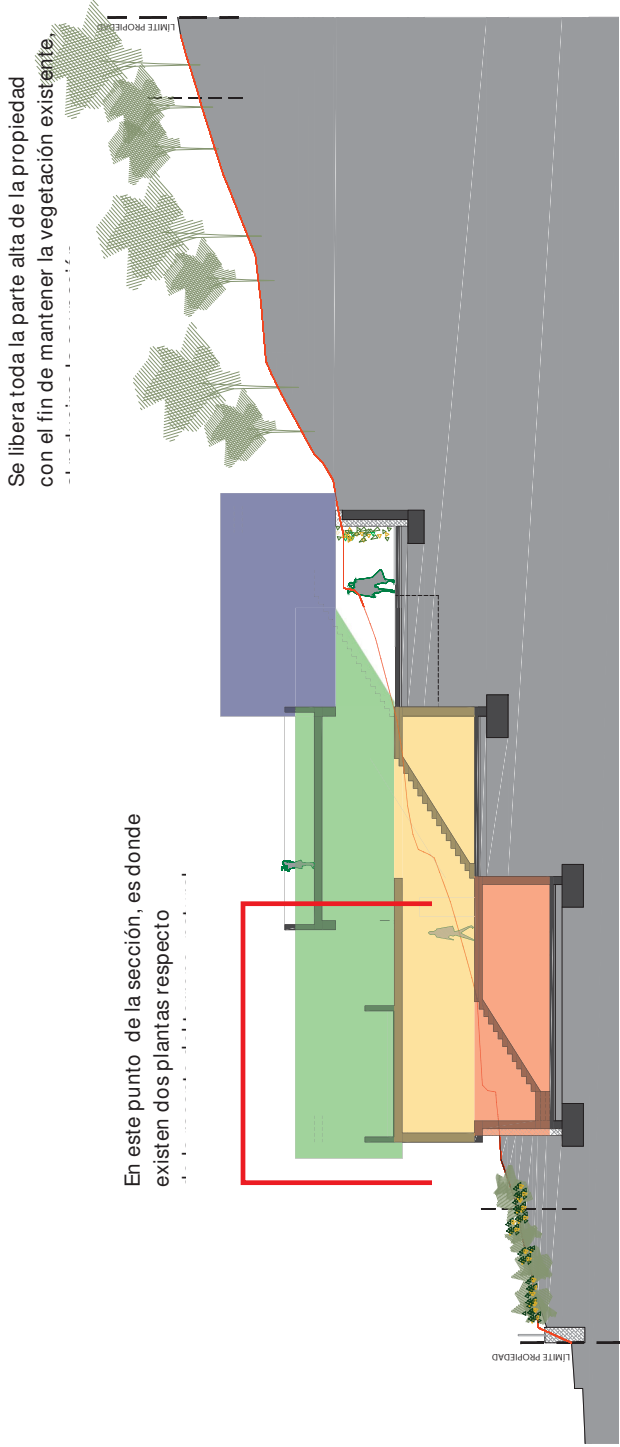 Se libera toda la parte alta de la propiedad
con el fin de mantener la vegetación existente,
En este punto de la sección, es donde
existen dos plantas respecto
LÍMITE PROPIEDAD
LÍMITE PROPIEDAD